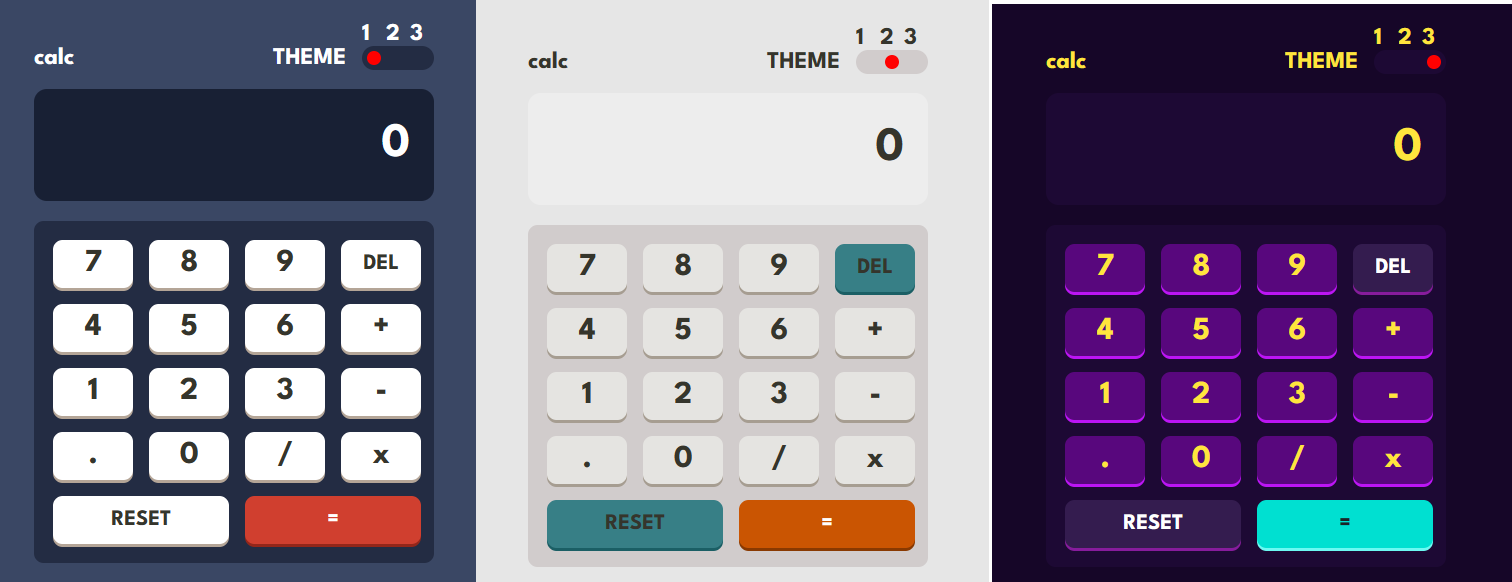 1 2 3
calc THEME
0
7 8 9 DEL
4 5 6 +
1 2 3 -
. 0 / x
RESET =
1 2 3
calc THEME
0
7 8 9 DEL
4 5 6 +
1 2 3 -
. 0 / x
RESET =
1 2 3
calc THEME
0
7 8 9 DEL
4 5 6 +
1 2 3 -
. 0 / x
RESET =